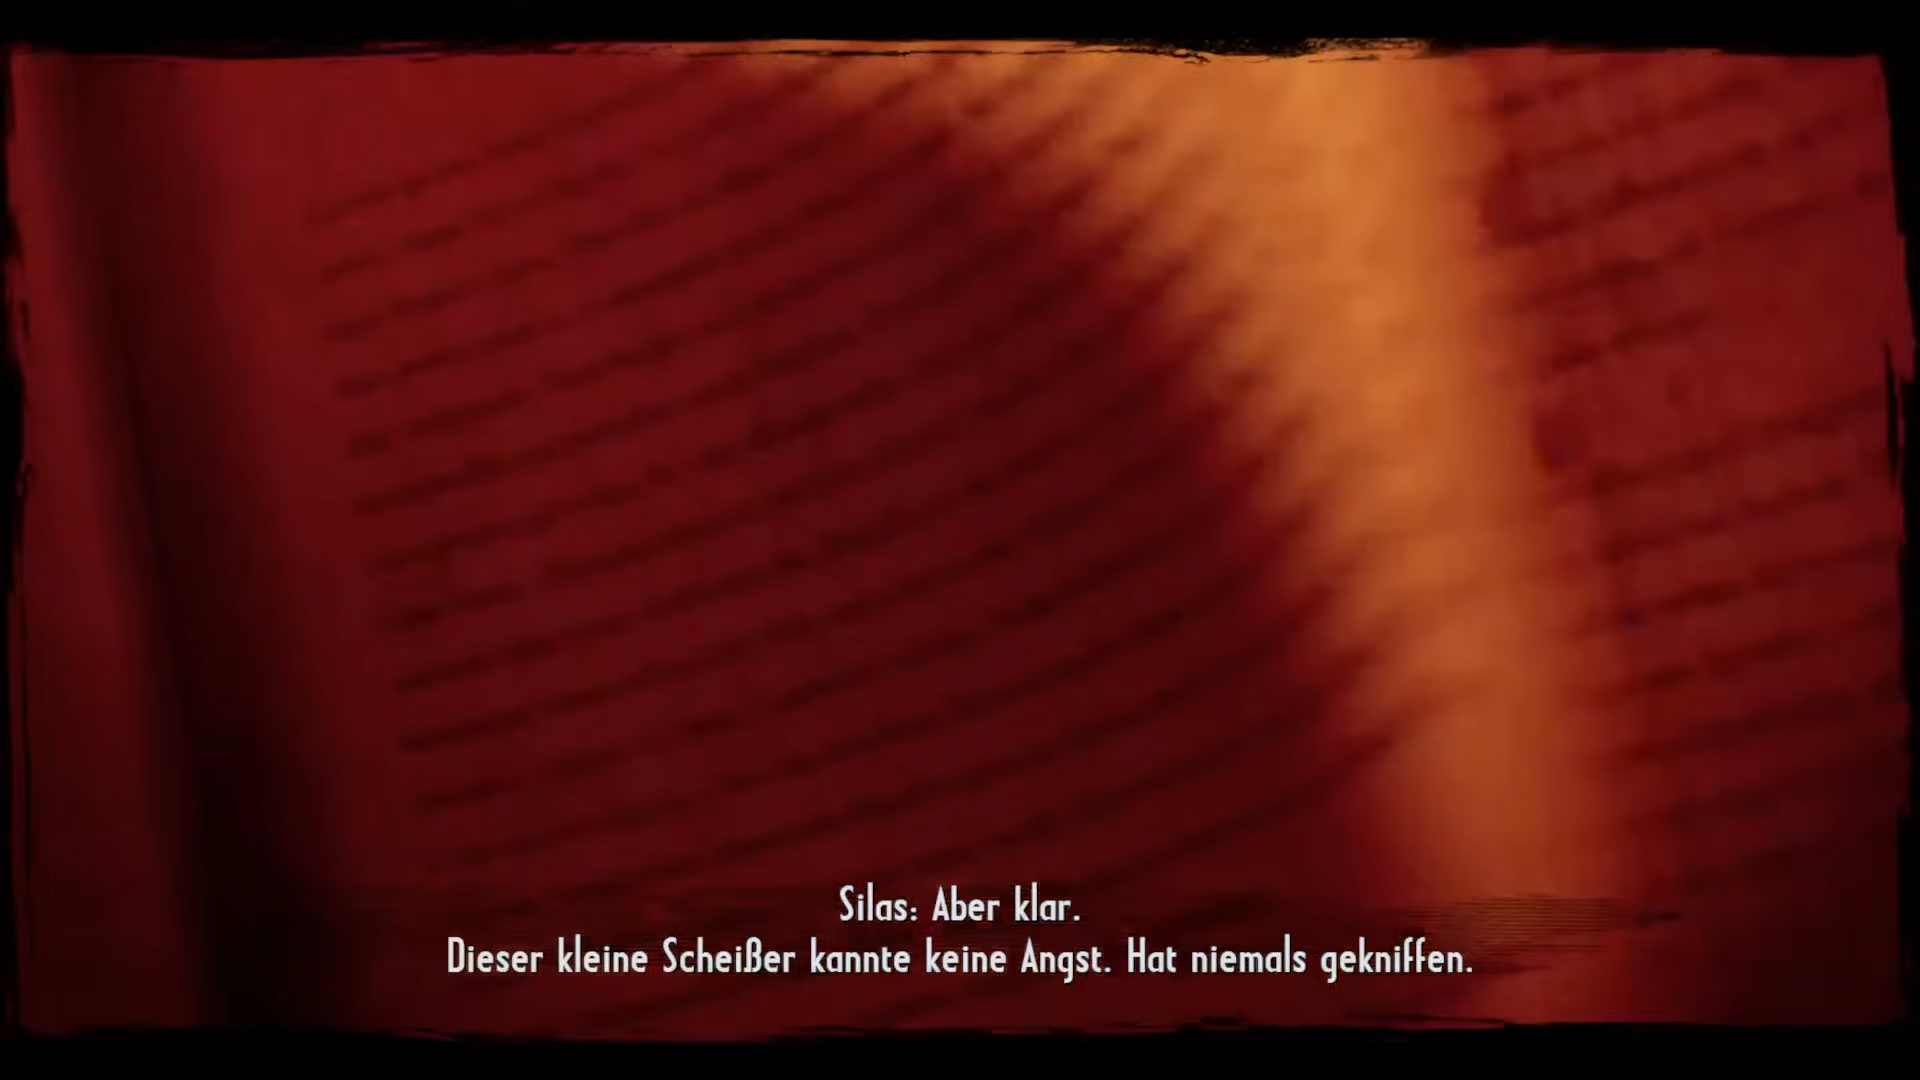 Silas: Aber klar.
Dieser kleine Scheißer kannte keine Angst. Hat niemals gekniffen.